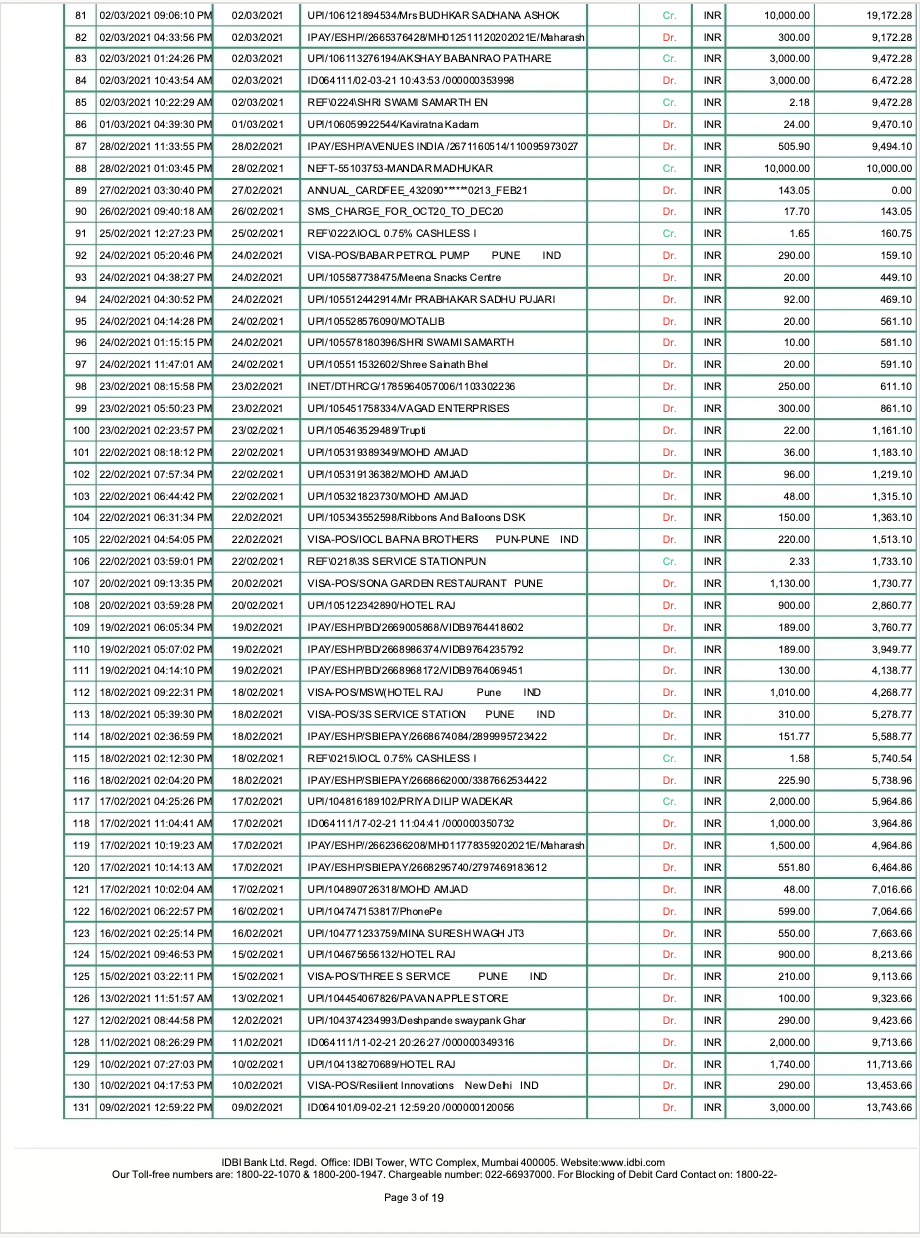 81 02/03/2021 09:06:10 PM 02/03/2021 UPI/106121894534/Mrs BUDHKAR SADHANA ASHOK Cr. INR 10,000.00 19,172.28
82 02/03/2021 04:33:56 PM 02/03/2021 IPAY/ESHP//2665376428/MH012511120202021E/Maharash Dr. INR 300.00 9,172.28
83 02/03/2021 01:24:26 PM 02/03/2021 UPI/106113276194/AKSHAY BABANRAO PATHARE Cr. INR 3,000.00 9,472.28
84 02/03/2021 10:43:54 AM 02/03/2021 ID064111/02-03-21 10:43:53 /000000353998 Dr. INR 3,000.00 6,472.28
85 02/03/2021 10:22:29 AM 02/03/2021 REF\0224\SHRI SWAMI SAMARTH EN Cr. INR 2.18 9,472.28
86 01/03/2021 04:39:30 PM 01/03/2021 UPI/106059922544/Kaviratna Kadam Dr. INR 24.00 9,470.10
87 28/02/2021 11:33:55 PM 28/02/2021 IPAY/ESHP/AVENUES INDIA /2671160514/110095973027 Dr. INR 505.90 9,494.10
88 28/02/2021 01:03:45 PM 28/02/2021 NEFT-55103753-MANDAR MADHUKAR Cr. INR 10,000.00 10,000.00
89 27/02/2021 03:30:40 PM 27/02/2021 ANNUAL_CARDFEE_432090******0213_FEB21 Dr. INR 143.05 0.00
90 26/02/2021 09:40:18 AM 26/02/2021 SMS_CHARGE_FOR_OCT20_TO_DEC20 Dr. INR 17.70 143.05
91 25/02/2021 12:27:23 PM 25/02/2021 REF\0222\IOCL 0.75% CASHLESS I Cr. INR 1.65 160.75
92 24/02/2021 05:20:46 PM 24/02/2021 VISA-POS/BABAR PETROL PUMP PUNE IND Dr. INR 290.00 159.10
93 24/02/2021 04:38:27 PM 24/02/2021 UPI/105587738475/Meena Snacks Centre Dr. INR 20.00 449.10
94 24/02/2021 04:30:52 PM 24/02/2021 UPI/105512442914/Mr PRABHAKAR SADHU PUJARI Dr. INR 92.00 469.10
95 24/02/2021 04:14:28 PM 24/02/2021 UPI/105528576090/MOTALIB Dr. INR 20.00 561.10
96 24/02/2021 01:15:15 PM 24/02/2021 UPI/105578180396/SHRI SWAMI SAMARTH Dr. INR 10.00 581.10
97 24/02/2021 11:47:01 AM 24/02/2021 UPI/105511532602/Shree Sainath Bhel Dr. INR 20.00 591.10
98 23/02/2021 08:15:58 PM 23/02/2021 INET/DTHRCG/1785964057006/1103302236 Dr. INR 250.00 611.10
99 23/02/2021 05:50:23 PM 23/02/2021 UPI/105451758334/VAGAD ENTERPRISES Dr. INR 300.00 861.10
100 23/02/2021 02:23:57 PM 23/02/2021 UPI/105463529489/Trupti Dr. INR 22.00 1,161.10
101 22/02/2021 08:18:12 PM 22/02/2021 UPI/105319389349/MOHD AMJAD Dr. INR 36.00 1,183.10
102 22/02/2021 07:57:34 PM 22/02/2021 UPI/105319136382/MOHD AMJAD Dr. INR 96.00 1,219.10
103 22/02/2021 06:44:42 PM 22/02/2021 UPI/105321823730/MOHD AMJAD Dr. INR 48.00 1,315.10
104 22/02/2021 06:31:34 PM 22/02/2021 UPI/105343552598/Ribbons And Balloons DSK Dr. INR 150.00 1,363.10
105 22/02/2021 04:54:05 PM 22/02/2021 VISA-POS/IOCL BAFNA BROTHERS PUN-PUNE IND Dr. INR 220.00 1,513.10
106 22/02/2021 03:59:01 PM 22/02/2021 REF\0218\3S SERVICE STATIONPUN Cr. INR 2.33 1,733.10
107 20/02/2021 09:13:35 PM 20/02/2021 VISA-POS/SONA GARDEN RESTAURANT PUNE Dr. INR 1,130.00 1,730.77
108 20/02/2021 03:59:28 PM 20/02/2021 UPI/105122342890/HOTEL RAJ Dr. INR 900.00 2,860.77
109 19/02/2021 06:05:34 PM 19/02/2021 IPAY/ESHP/BD/2669005868/VIDB9764418602 Dr. INR 189.00 3,760.77
110 19/02/2021 05:07:02 PM 19/02/2021 IPAY/ESHP/BD/2668986374/VIDB9764235792 Dr. INR 189.00 3,949.77
111 19/02/2021 04:14:10 PM 19/02/2021 IPAY/ESHP/BD/2668968172/VIDB9764069451 Dr. INR 130.00 4,138.77
112 18/02/2021 09:22:31 PM 18/02/2021 VISA-POS/MSW(HOTEL RAJ Pune IND Dr. INR 1,010.00 4,268.77
113 18/02/2021 05:39:30 PM 18/02/2021 VISA-POS/3S SERVICE STATION PUNE IND Dr. INR 310.00 5,278.77
114 18/02/2021 02:36:59 PM 18/02/2021 IPAY/ESHP/SBIEPAY/2668674084/2899995723422 Dr. INR 151.77 5,588.77
115 18/02/2021 02:12:30 PM 18/02/2021 REF\0215\IOCL 0.75% CASHLESS I Cr. INR 1.58 5,740.54
116 18/02/2021 02:04:20 PM 18/02/2021 IPAY/ESHP/SBIEPAY/2668662000/3387662534422 Dr. INR 225.90 5,738.96
117 17/02/2021 04:25:26 PM 17/02/2021 UPI/104816189102/PRIYA DILIP WADEKAR Cr. INR 2,000.00 5,964.86
118 17/02/2021 11:04:41 AM 17/02/2021 ID064111/17-02-21 11:04:41 /000000350732 Dr. INR 1,000.00 3,964.86
119 17/02/2021 10:19:23 AM 17/02/2021 IPAY/ESHP//2662366208/MH011778359202021E/Maharash Dr. INR 1,500.00 4,964.86
120 17/02/2021 10:14:13 AM 17/02/2021 IPAY/ESHP/SBIEPAY/2668295740/2797469183612 Dr. INR 551.80 6,464.86
121 17/02/2021 10:02:04 AM 17/02/2021 UPI/104890726318/MOHD AMJAD Dr. INR 48.00 7,016.66
122 16/02/2021 06:22:57 PM 16/02/2021 UPI/104747153817/PhonePe Dr. INR 599.00 7,064.66
123 16/02/2021 02:25:14 PM 16/02/2021 UPI/104771233759/MINA SURESH WAGH JT3 Dr. INR 550.00 7,663.66
124 15/02/2021 09:46:53 PM 15/02/2021 UPI/104675656132/HOTEL RAJ Dr. INR 900.00 8,213.66
125 15/02/2021 03:22:11 PM 15/02/2021 VISA-POS/THREE S SERVICE PUNE IND Dr. INR 210.00 9,113.66
126 13/02/2021 11:51:57 AM 13/02/2021 UPI/104454067826/PAVAN APPLE STORE Dr. INR 100.00 9,323.66
127 12/02/2021 08:44:58 PM 12/02/2021 UPI/104374234993/Deshpande swaypank Ghar Dr. INR 290.00 9,423.66
128 11/02/2021 08:26:29 PM 11/02/2021 ID064111/11-02-21 20:26:27 /000000349316 Dr. INR 2,000.00 9,713.66
129 10/02/2021 07:27:03 PM 10/02/2021 UPI/104138270689/HOTEL RAJ Dr. INR 1,740.00 11,713.66
130 10/02/2021 04:17:53 PM 10/02/2021 VISA-POS/Resilient Innovations New Delhi IND Dr. INR 290.00 13,453.66
131 09/02/2021 12:59:22 PM 09/02/2021 ID064101/09-02-21 12:59:20 /000000120056 Dr. INR 3,000.00 13,743.66
IDBI Bank Ltd. Regd. Office: IDBI Tower, WTC Complex, Mumbai 400005. Website:www.idbi.com
Our Toll-free numbers are: 1800-22-1070 & 1800-200-1947. Chargeable number: 022-66937000. For Blocking of Debit Card Contact on: 1800-22-
Page 3 of 19